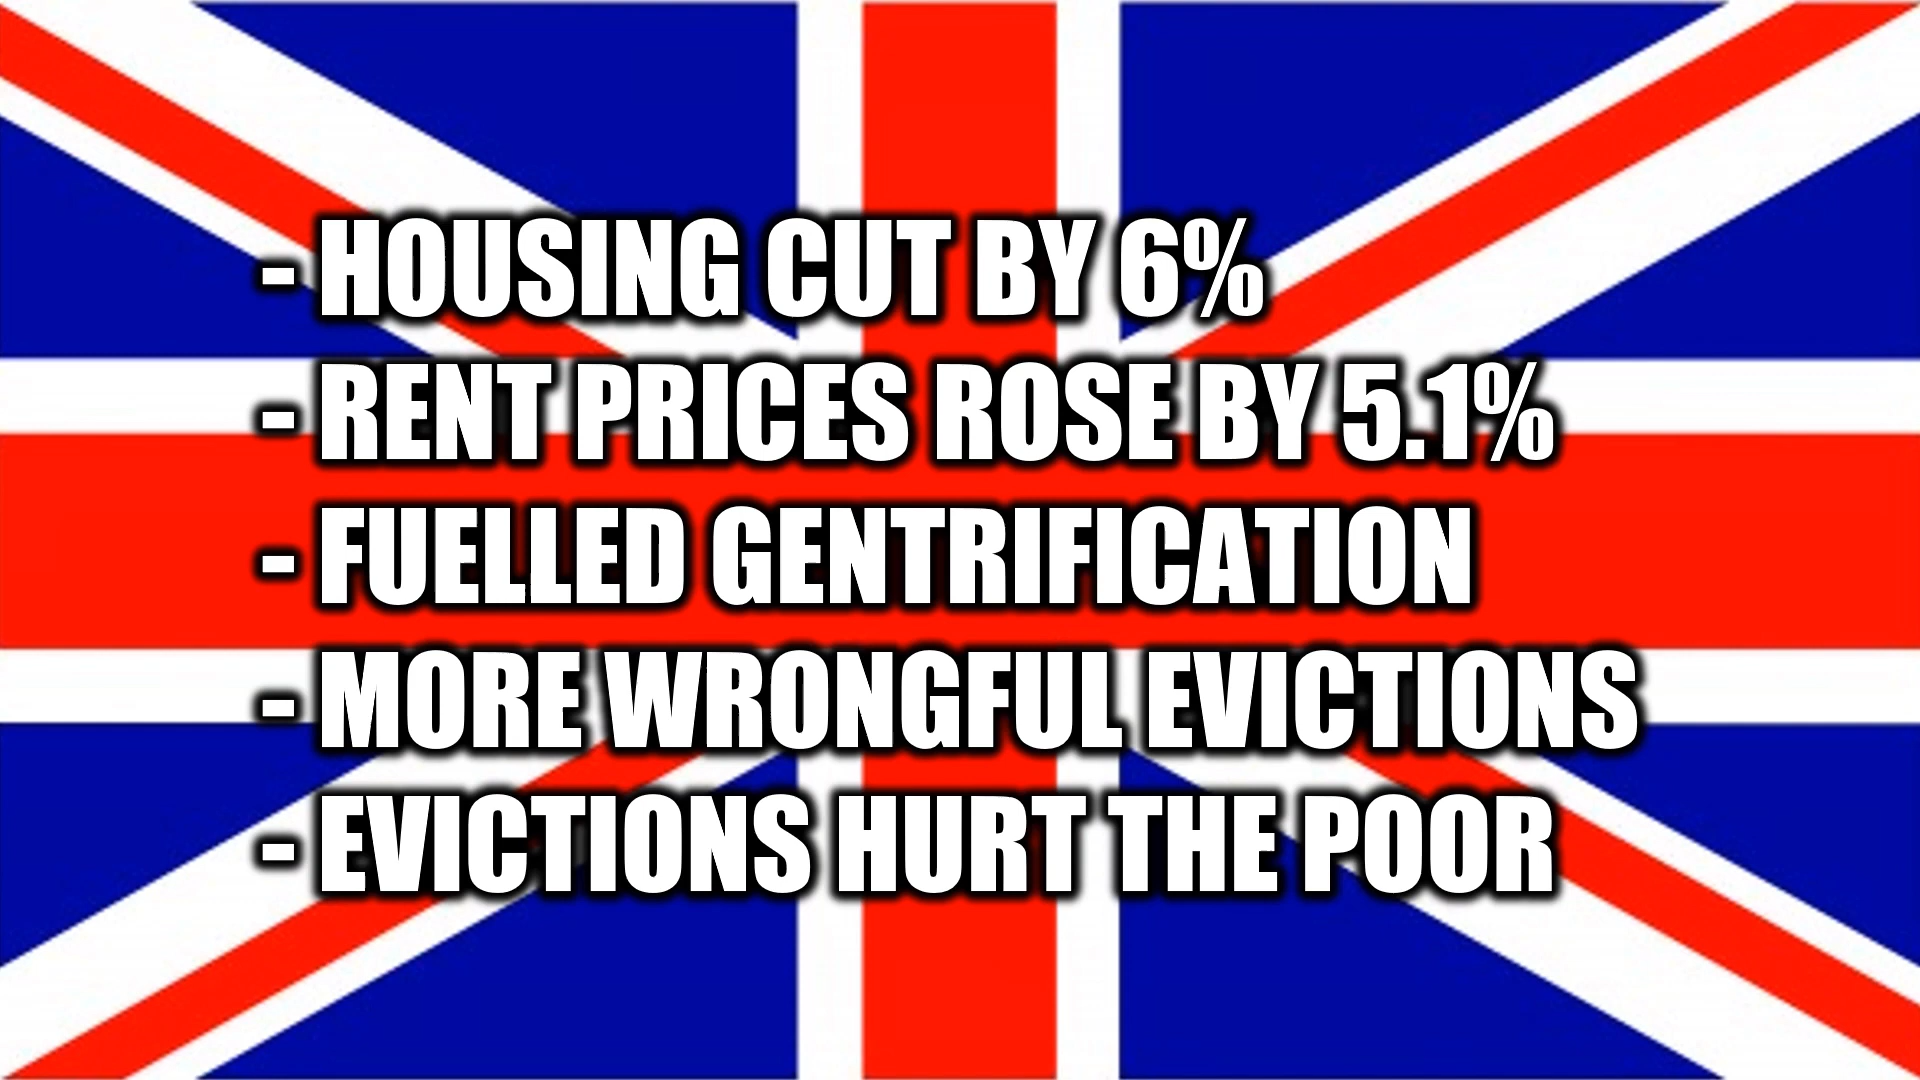 - HOUSING CUT BY 6%
- RENT PRICES ROSE BY 5.1%
- FUELLED GENTRIFICATION
- MORE WRONGFUL EVICTIONS
- EVICTIONS HURT THE POOR